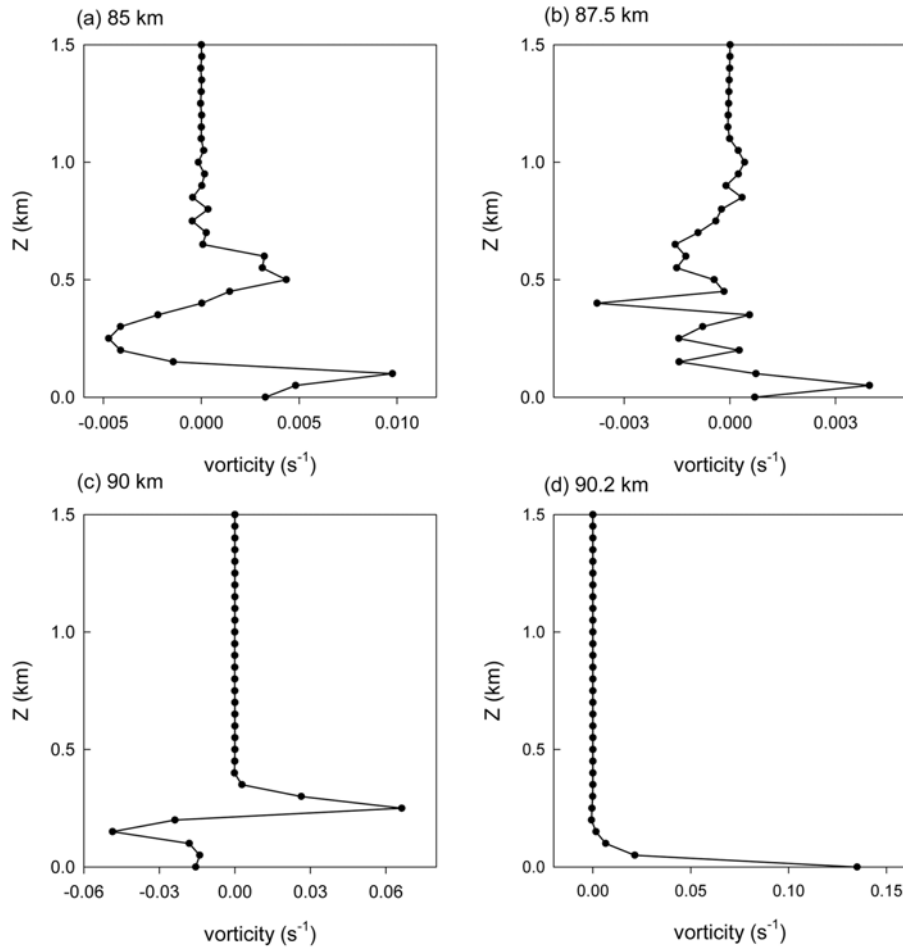 (a) 85 km
1.5
1.0
0.5
0.0
Z (km)
-0.005 0.000 0.005 0.010
vorticity (s⁻¹)
(b) 87.5 km
1.5
1.0
0.5
0.0
Z (km)
-0.003 0.000 0.003
vorticity (s⁻¹)
(c) 90 km
1.5
1.0
0.5
0.0
Z (km)
-0.06 -0.03 0.00 0.03 0.06
vorticity (s⁻¹)
(d) 90.2 km
1.5
1.0
0.5
0.0
Z (km)
0.00 0.05 0.10 0.15
vorticity (s⁻¹)